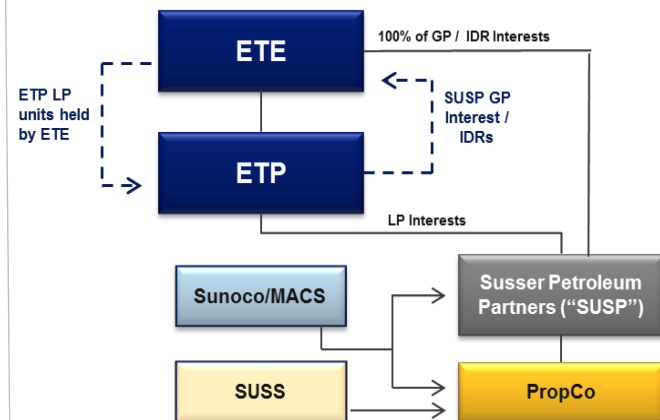 ETE
100% of GP / IDR Interests
ETP LP
units held
by ETE
SUSP GP
Interest /
IDRs
ETP
LP Interests
Sunoco/MACS
Susser Petroleum
Partners (“SUSP”)
SUSS
PropCo